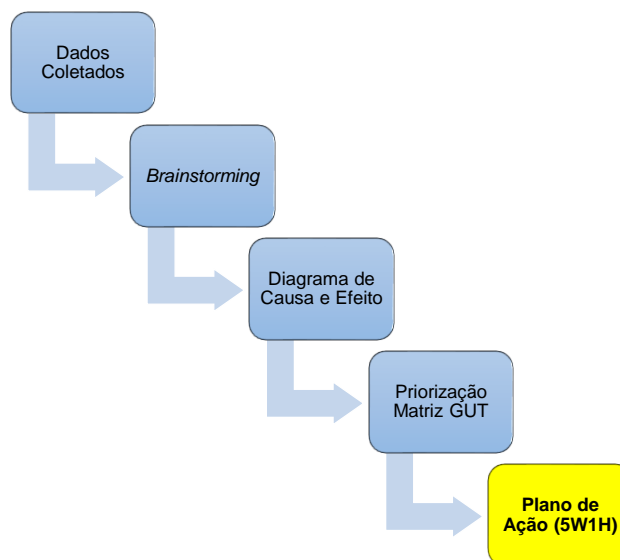 Dados
Coletados
Brainstorming
Diagrama de
Causa e Efeito
Priorização
Matriz GUT
Plano de
Ação (5W1H)